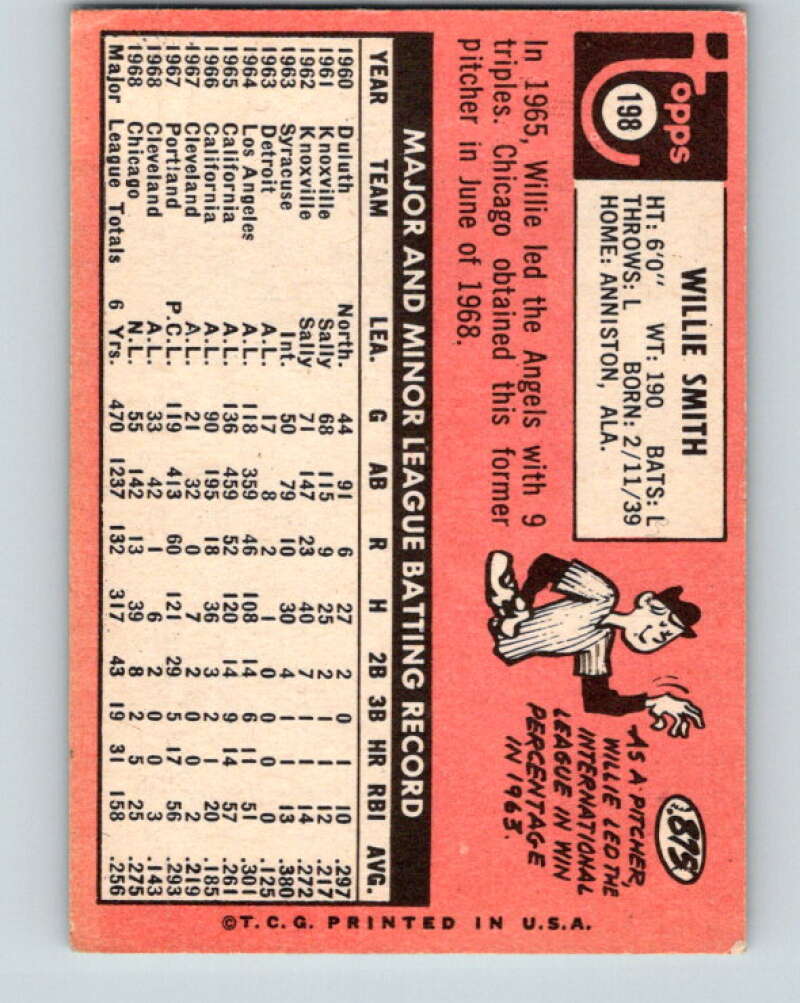 Topps
198
WILLIE SMITH
HT: 6'0" WT: 190 BATS: L
THROWS: L BORN: 2/11/39
HOME: ANNISTON, ALA.
.875
AS A PITCHER,
WILLIE LED THE
INTERNATIONAL
LEAGUE IN WIN
PERCENTAGE
IN 1963.
In 1965, Willie led the Angels with 9
triples. Chicago obtained this former
pitcher in June of 1968.
MAJOR AND MINOR LEAGUE BATTING RECORD
YEAR TEAM LEA. G AB R H 2B 3B HR RBI AVG.
1960 Duluth North. 44 91 6 27 2 0 1 10 .297
1961 Knoxville Sally 68 115 9 25 2 1 1 12 .217
1962 Knoxville Sally 71 147 23 40 7 1 1 14 .272
1963 Syracuse Int. 50 79 10 30 4 1 1 13 .380
1963 Detroit A.L. 17 8 2 1 0 0 0 0 .125
1964 Los Angeles A.L. 118 359 46 108 14 6 11 51 .301
1965 California A.L. 136 459 52 120 14 9 14 57 .261
1966 California A.L. 90 195 18 36 3 2 1 20 .185
1967 Cleveland A.L. 21 32 0 7 2 0 0 2 .219
1967 Portland P.C.L. 119 413 60 121 29 5 17 56 .293
1968 Cleveland A.L. 33 42 1 6 2 0 0 3 .143
1968 Chicago N.L. 55 142 13 39 8 2 5 25 .275
Major League Totals 6 Yrs. 470 1237 132 317 43 19 31 158 .256
©T.C.G. PRINTED IN U.S.A.